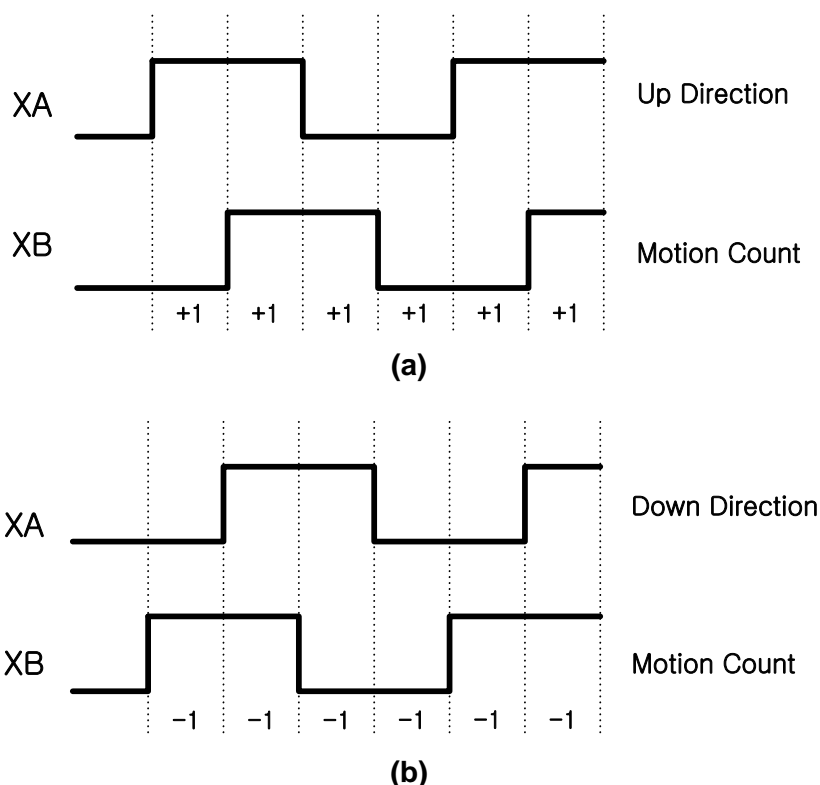 XA
Up Direction
XB
Motion Count
+1 +1 +1 +1 +1 +1
(a)
XA
Down Direction
XB
Motion Count
−1 −1 −1 −1 −1 −1
(b)